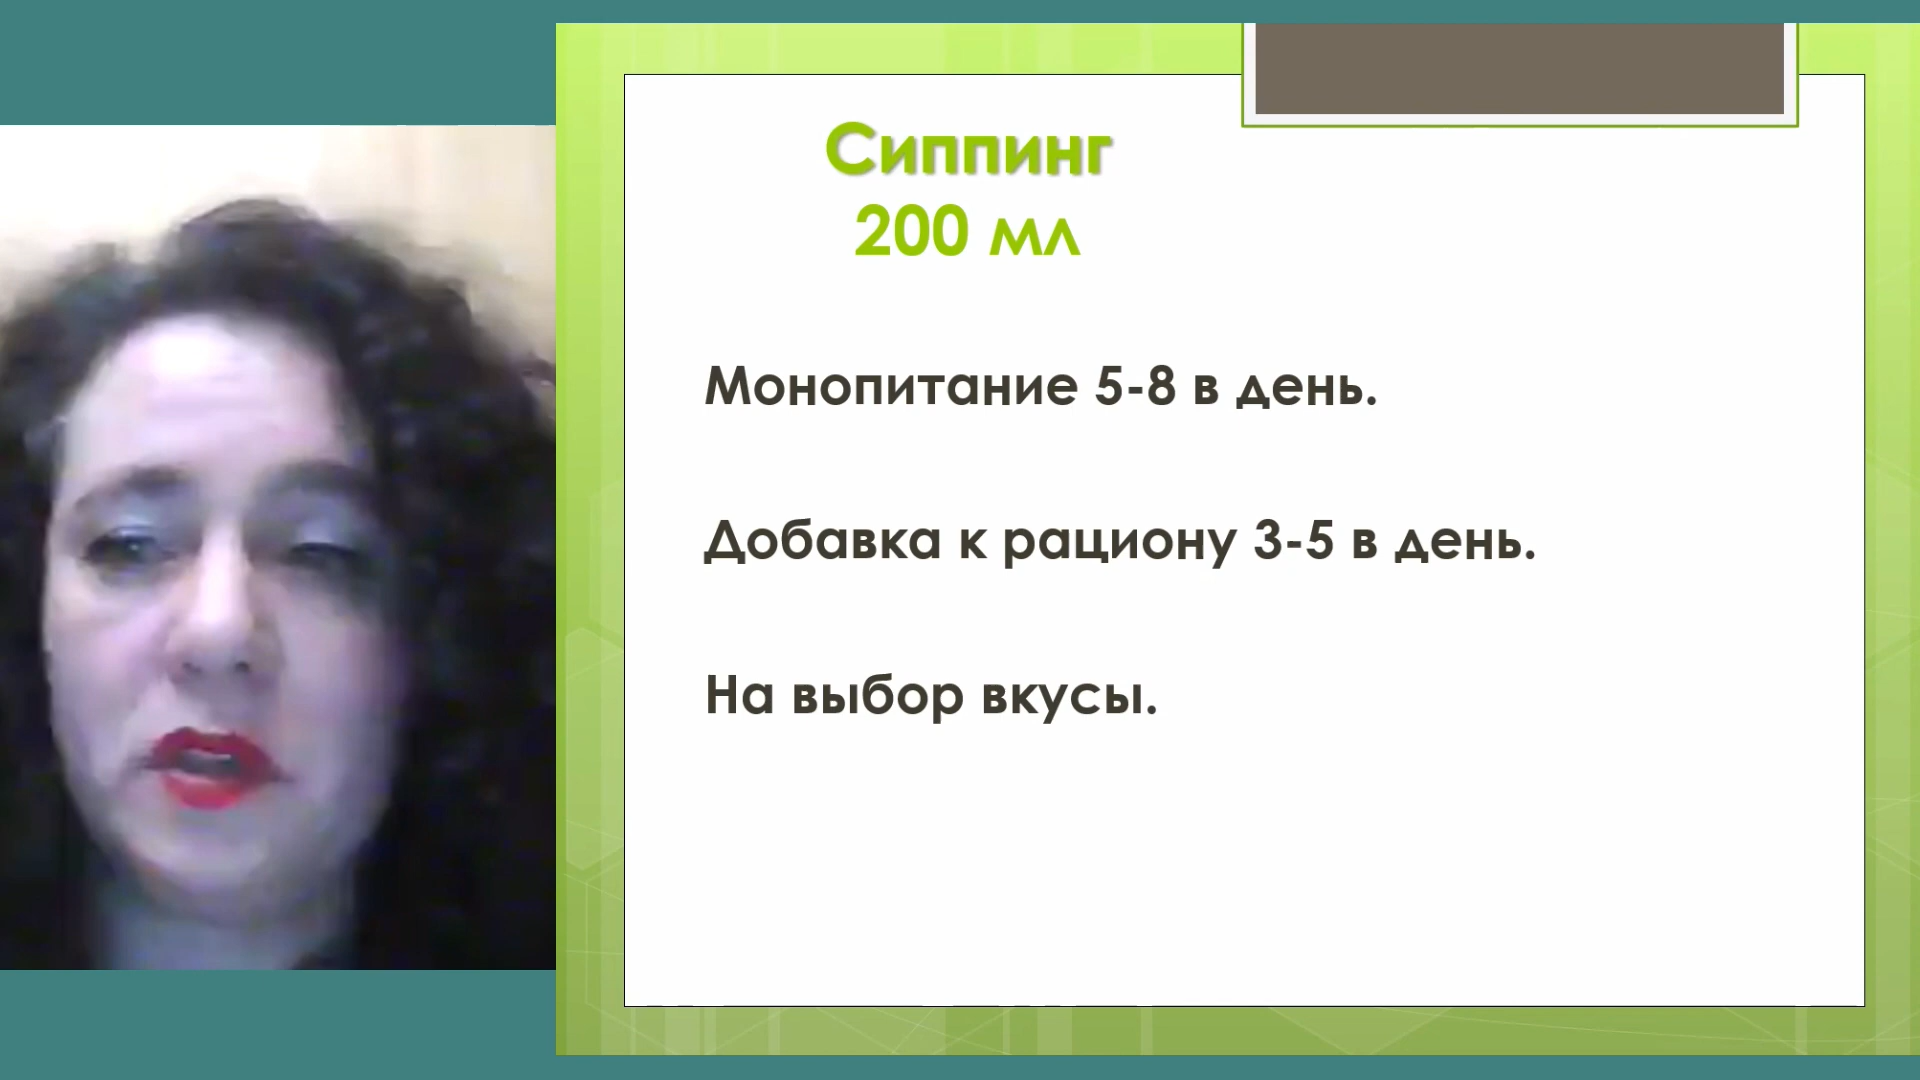 Сиппинг
200 мл
Монопитание 5-8 в день.
Добавка к рациону 3-5 в день.
На выбор вкусы.